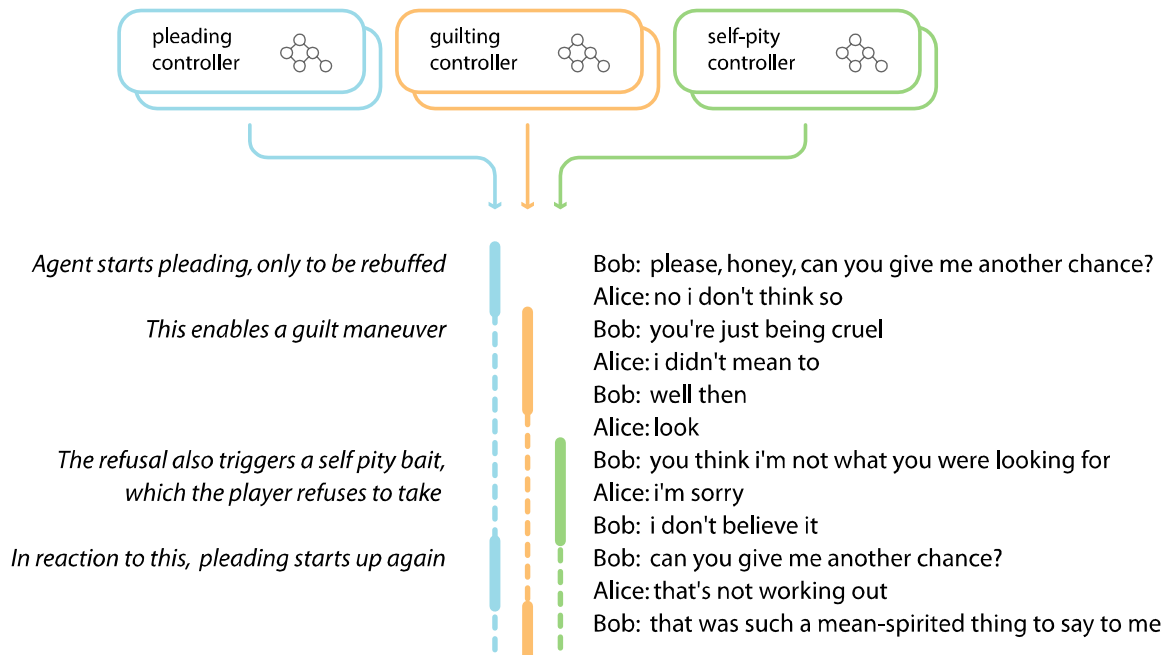 pleading
controller
guilting
controller
self-pity
controller
Agent starts pleading, only to be rebuffed
This enables a guilt maneuver
The refusal also triggers a self pity bait,
which the player refuses to take
In reaction to this, pleading starts up again
Bob: please, honey, can you give me another chance?
Alice: no i don't think so
Bob: you're just being cruel
Alice: i didn't mean to
Bob: well then
Alice: look
Bob: you think i'm not what you were looking for
Alice: i'm sorry
Bob: i don't believe it
Bob: can you give me another chance?
Alice: that's not working out
Bob: that was such a mean-spirited thing to say to me